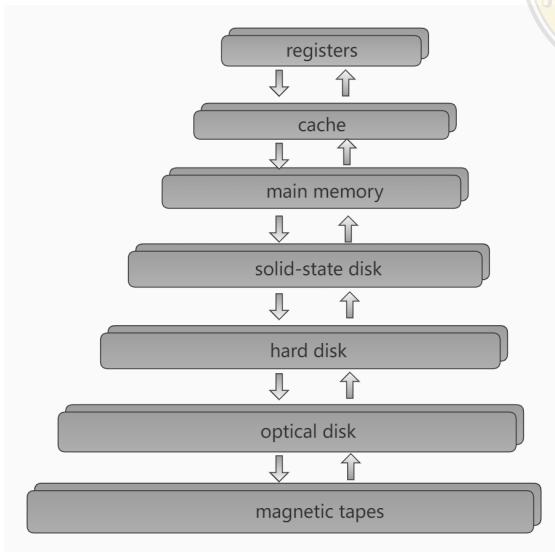 registers
cache
main memory
solid-state disk
hard disk
optical disk
magnetic tapes